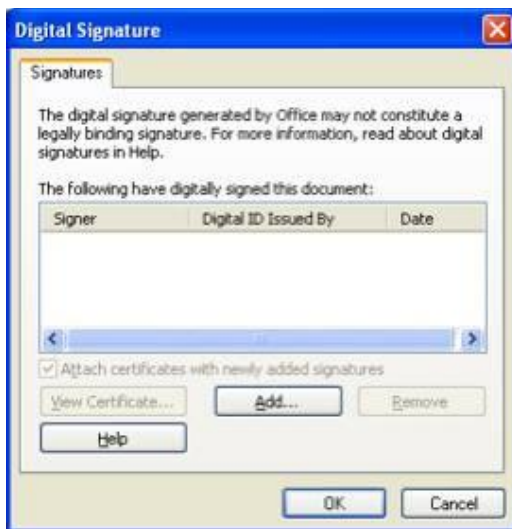 Digital Signature
Signatures
The digital signature generated by Office may not constitute a
legally binding signature. For more information, read about digital
signatures in Help.
The following have digitally signed this document:
Signer Digital ID Issued By Date
Attach certificates with newly added signatures
View Certificate... Add... Remove
Help
OK Cancel